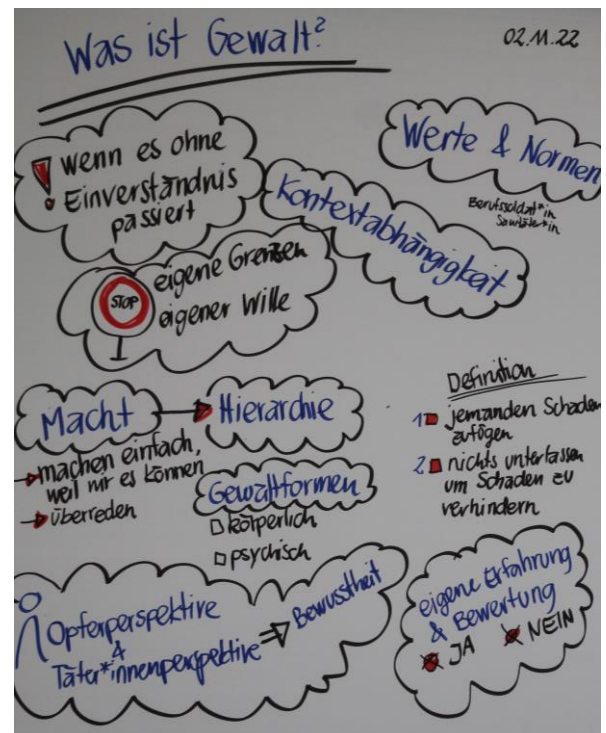 Was ist Gewalt?
02.11.22
! wenn es ohne
Einverständnis
passiert
Werte & Normen
Berufssoldat*in
Sanitäter*in
Kontextabhängigkeit
STOP
eigene Grenzen
eigener Wille
Macht → Hierarchie
→ machen einfach,
weil wir es können
→ überreden
Gewaltformen
körperlich
psychisch
Definition
1 jemanden Schaden
zufügen
2 nichts unterlassen
um Schaden zu
verhindern
Opferperspektive
&
Täter*innenperspektive ⇒ Bewusstheit
eigene Erfahrung
& Bewertung
JA NEIN